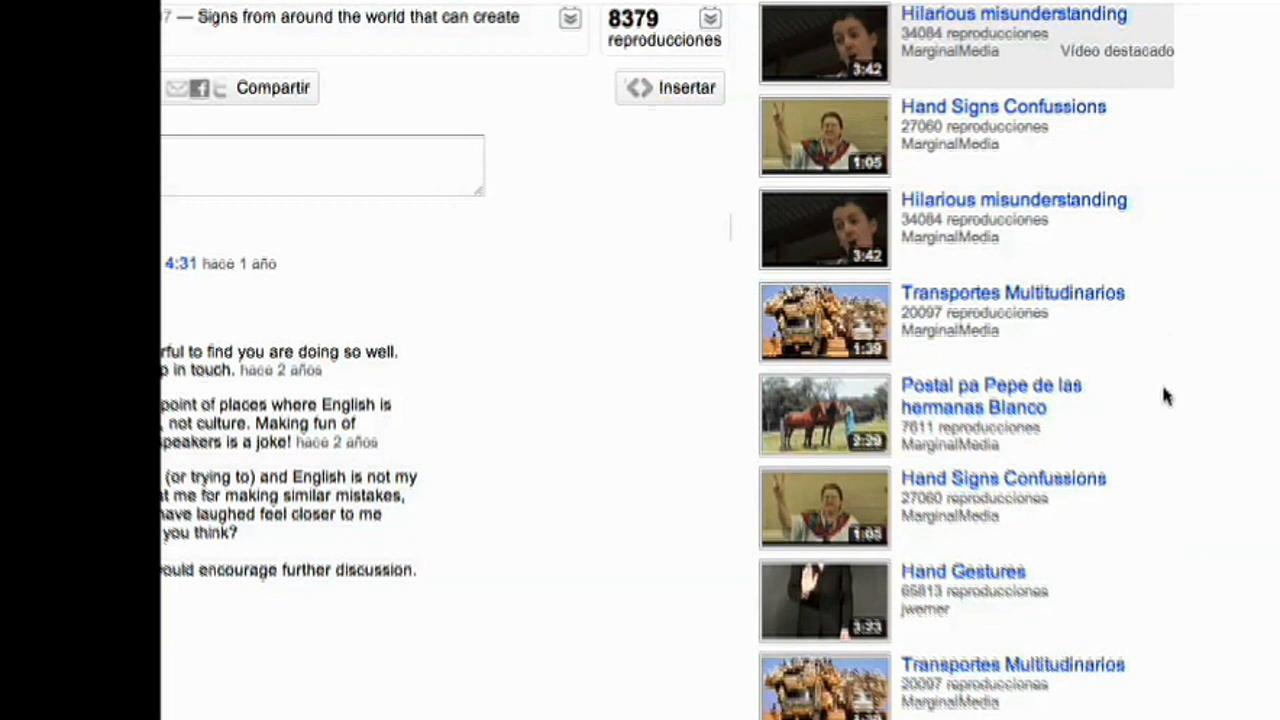 7 — Signs from around the world that can create
8379
reproducciones
Compartir
Insertar
4:31 hace 1 año
rful to find you are doing so well.
in touch. hace 2 años
point of places where English is
, not culture. Making fun of
speakers is a joke! hace 2 años
(or trying to) and English is not my
at me for making similar mistakes,
have laughed feel closer to me
you think?
ould encourage further discussion.
Hilarious misunderstanding
34084 reproducciones
MarginalMedia
Vídeo destacado
3:42
Hand Signs Confussions
27060 reproducciones
MarginalMedia
1:05
Hilarious misunderstanding
34084 reproducciones
MarginalMedia
3:42
Transportes Multitudinarios
20097 reproducciones
MarginalMedia
1:39
Postal pa Pepe de las
hermanas Blanco
7611 reproducciones
MarginalMedia
3:29
Hand Signs Confussions
27060 reproducciones
MarginalMedia
1:05
Hand Gestures
65813 reproducciones
jwerner
3:33
Transportes Multitudinarios
20097 reproducciones
MarginalMedia